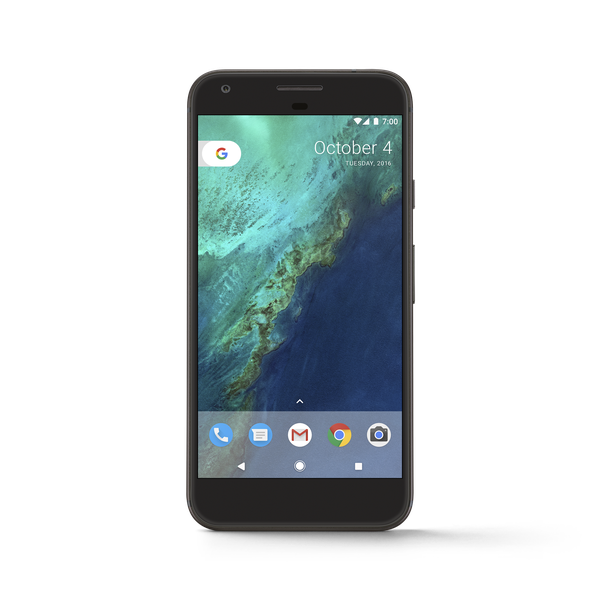 7:00
G
October 4
TUESDAY, 2016